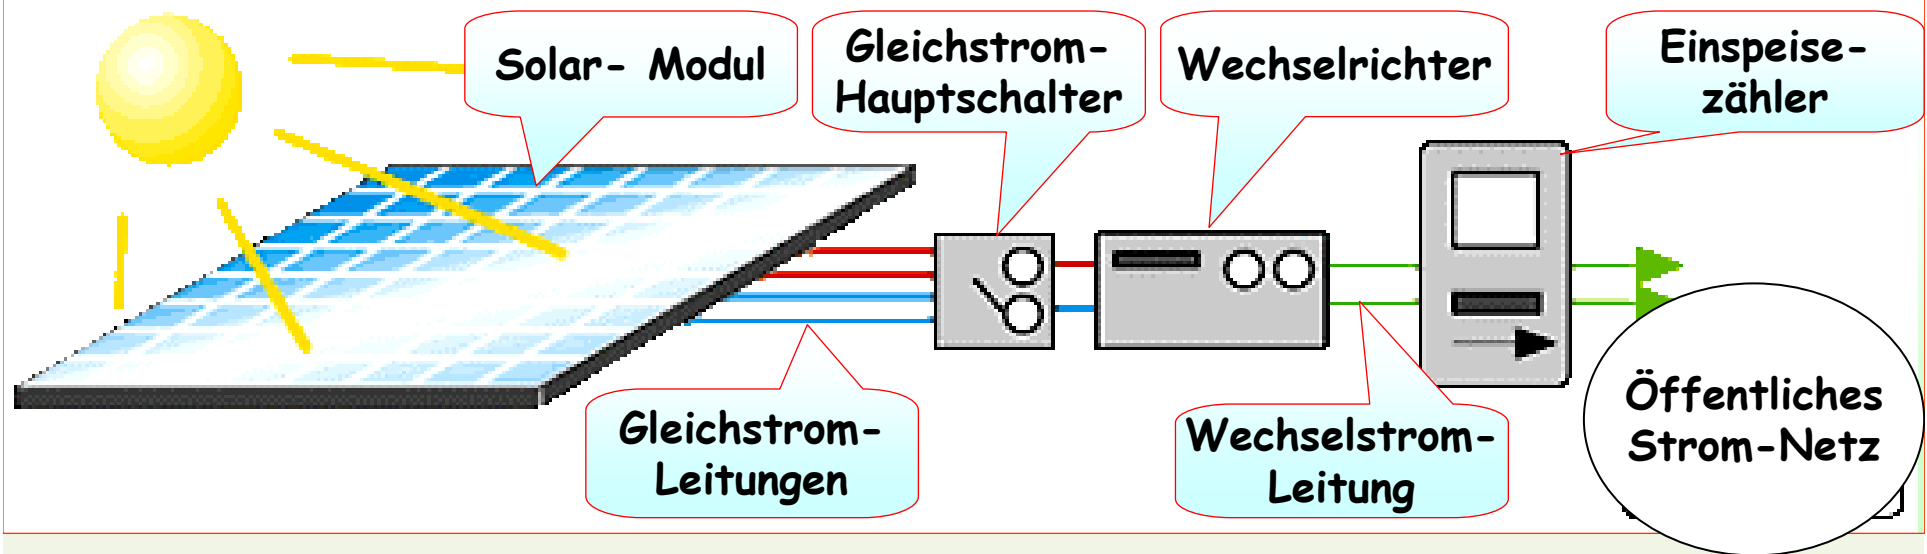 Solar- Modul
Gleichstrom-
Hauptschalter
Wechselrichter
Einspeise-
zähler
Gleichstrom-
Leitungen
Wechselstrom-
Leitung
Öffentliches
Strom-Netz